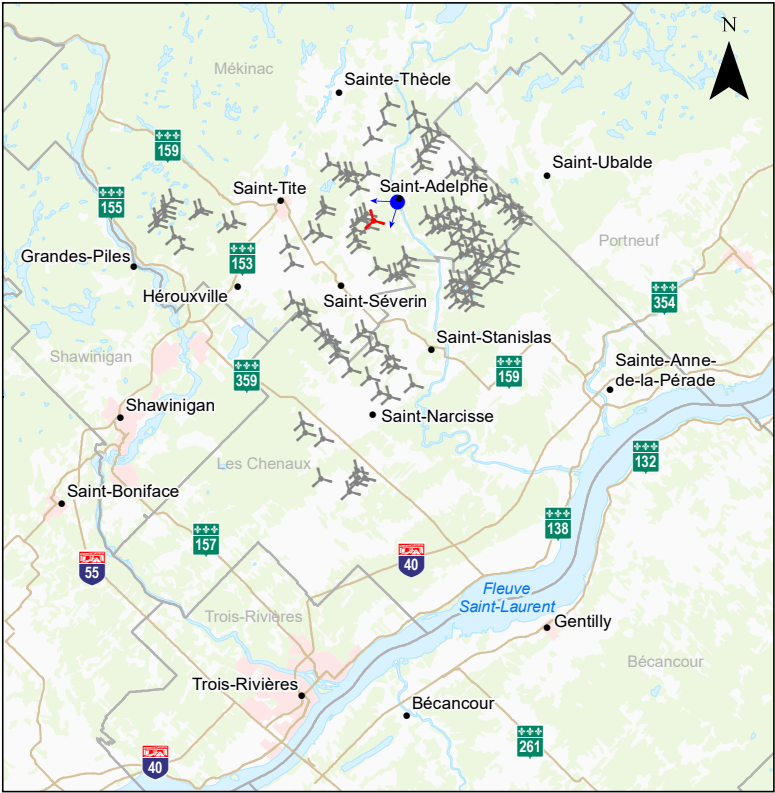 N
Mékinac
Sainte-Thècle
159
Saint-Ubalde
Saint-Tite
Saint-Adelphe
155
Portneuf
Grandes-Piles
153
Hérouxville
Saint-Séverin
354
Saint-Stanislas
Shawinigan
359
159
Sainte-Anne-
de-la-Pérade
Shawinigan
Saint-Narcisse
Les Chenaux
132
Saint-Boniface
157
138
55
40
Fleuve
Saint-Laurent
Trois-Rivières
Gentilly
Bécancour
Trois-Rivières
Bécancour
261
40